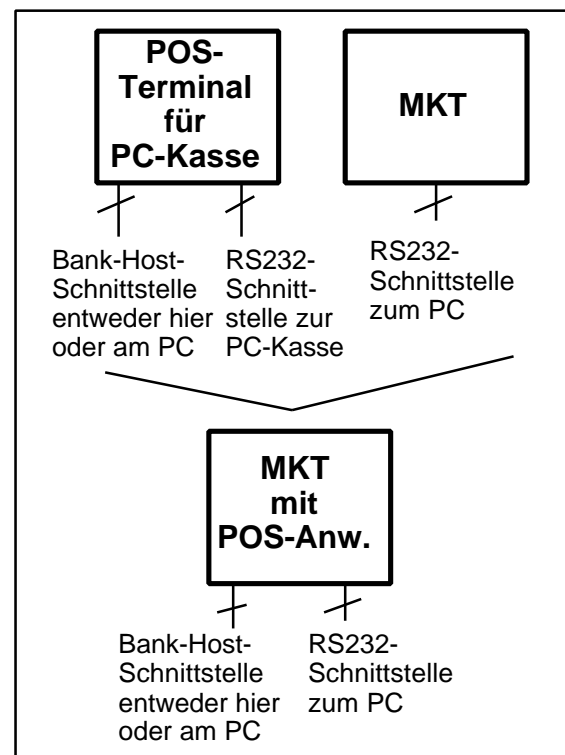 POS-
Terminal
für
PC-Kasse
MKT
Bank-Host-
Schnittstelle
entweder hier
oder am PC
RS232-
Schnitt-
stelle zur
PC-Kasse
RS232-
Schnittstelle
zum PC
MKT
mit
POS-Anw.
Bank-Host-
Schnittstelle
entweder hier
oder am PC
RS232-
Schnittstelle
zum PC